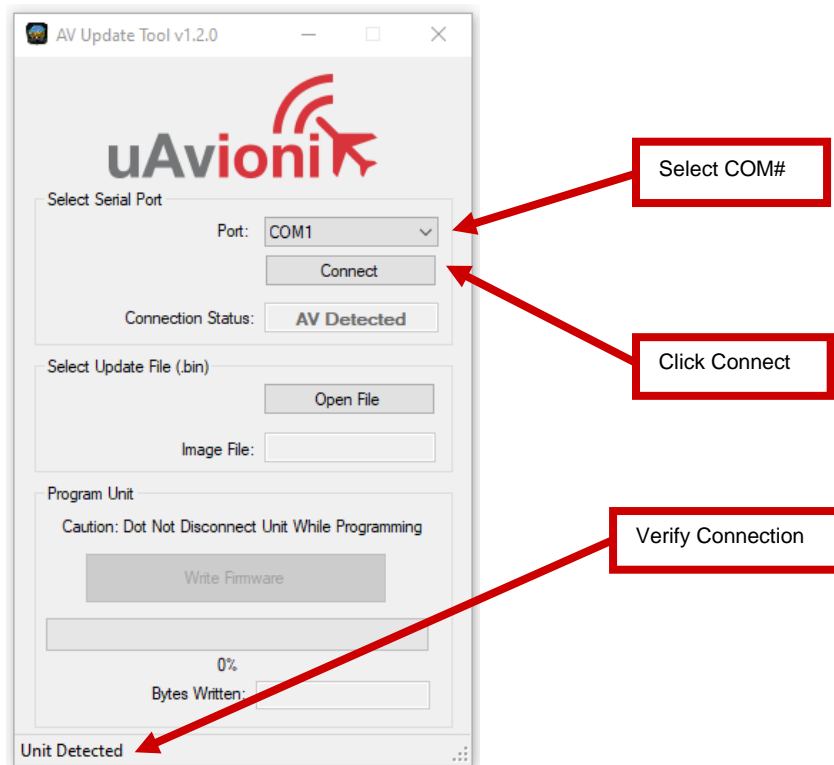 AV Update Tool v1.2.0
uAvioni
Select Serial Port
Port: COM1
Select COM#
Connect
Connection Status: AV Detected
Click Connect
Select Update File (.bin)
Open File
Image File:
Program Unit
Caution: Dot Not Disconnect Unit While Programming
Verify Connection
Write Firmware
0%
Bytes Written:
Unit Detected